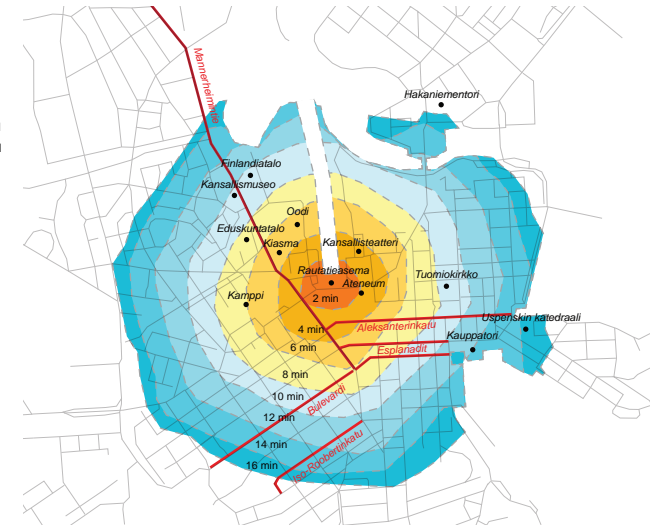 Hakaniementori
Mannerheimintie
Finlandiatalo
Kansallismuseo
Oodi
Eduskuntatalo
Kiasma
Kansallisteatteri
Rautatieasema
Tuomiokirkko
Ateneum
Kamppi
2 min
Uspenskin katedraali
4 min
Aleksanterinkatu
Kauppatori
6 min
Esplanadit
8 min
10 min
Bulevardi
12 min
14 min
Iso-Roobertinkatu
16 min